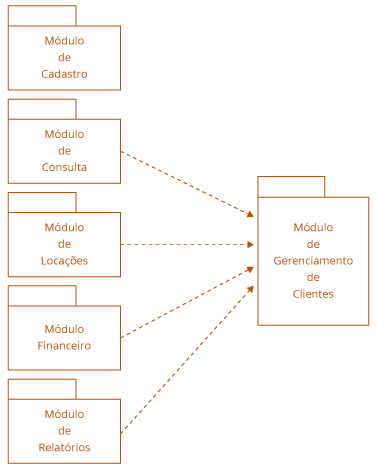 Módulo
de
Cadastro
Módulo
de
Consulta
Módulo
de
Locações
Módulo
Financeiro
Módulo
de
Relatórios
Módulo
de
Gerenciamento
de
Clientes